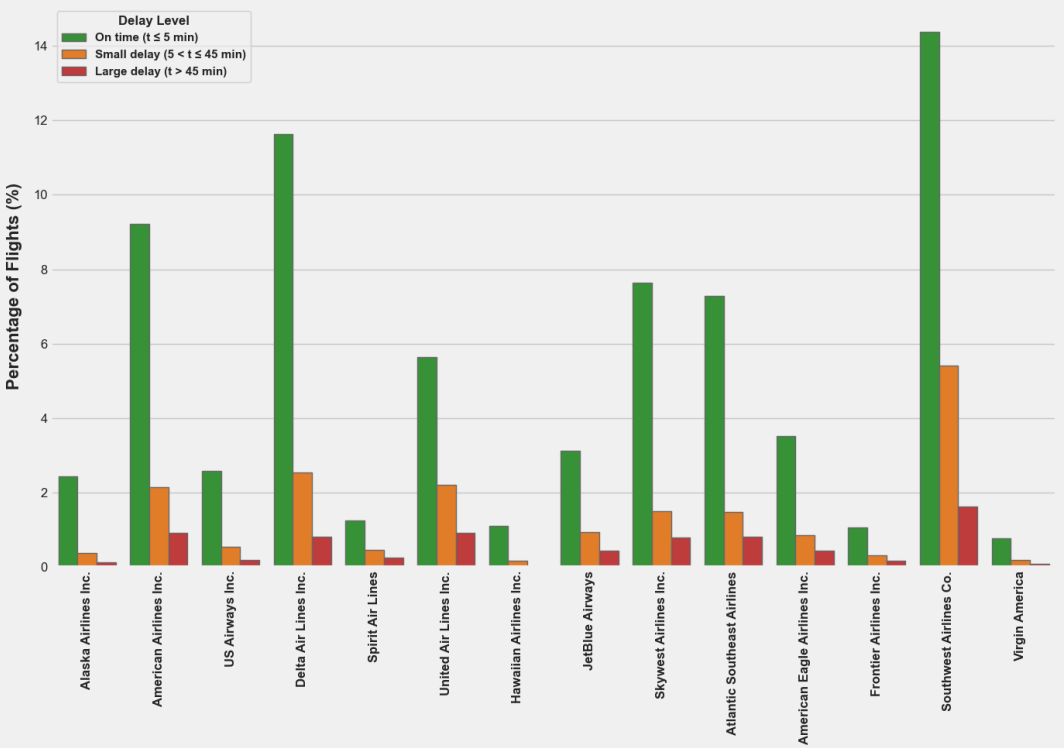 Delay Level
On time (t ≤ 5 min)
Small delay (5 < t ≤ 45 min)
Large delay (t > 45 min)
Percentage of Flights (%)
14
12
10
8
6
4
2
0
Alaska Airlines Inc.
American Airlines Inc.
US Airways Inc.
Delta Air Lines Inc.
Spirit Air Lines
United Air Lines Inc.
Hawaiian Airlines Inc.
JetBlue Airways
Skywest Airlines Inc.
Atlantic Southeast Airlines
American Eagle Airlines Inc.
Frontier Airlines Inc.
Southwest Airlines Co.
Virgin America